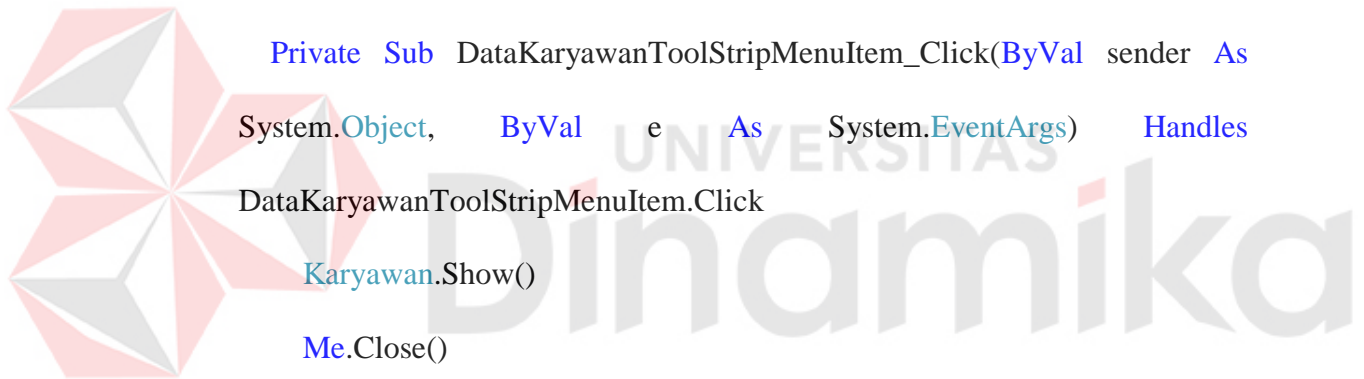 Private Sub DataKaryawanToolStripMenuItem_Click(ByVal sender As
System.Object, ByVal e As System.EventArgs) Handles
UNIVERSITAS
DataKaryawanToolStripMenuItem.Click
Dinamika
Karyawan.Show()
Me.Close()